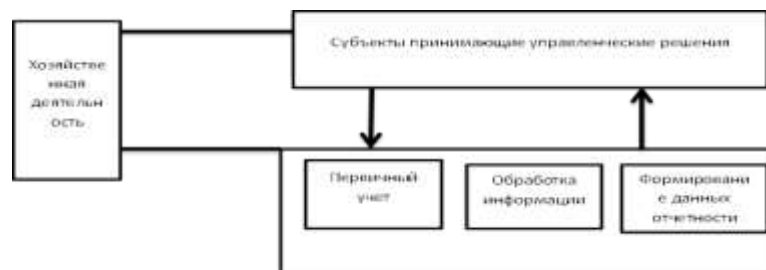 Хозяйстве
нная
деятельн
ость
Субъекты принимающие управленческие решения
Первичный
учет
Обработка
информации
Формировани
е данных
отчетности